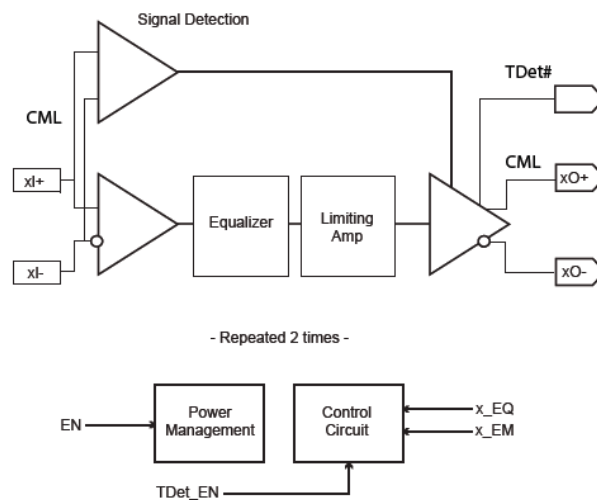 Signal Detection
TDet#
CML
CML
xI+
xO+
Equalizer
Limiting
Amp
xI-
xO-
- Repeated 2 times -
EN
Power
Management
Control
Circuit
x_EQ
x_EM
TDet_EN